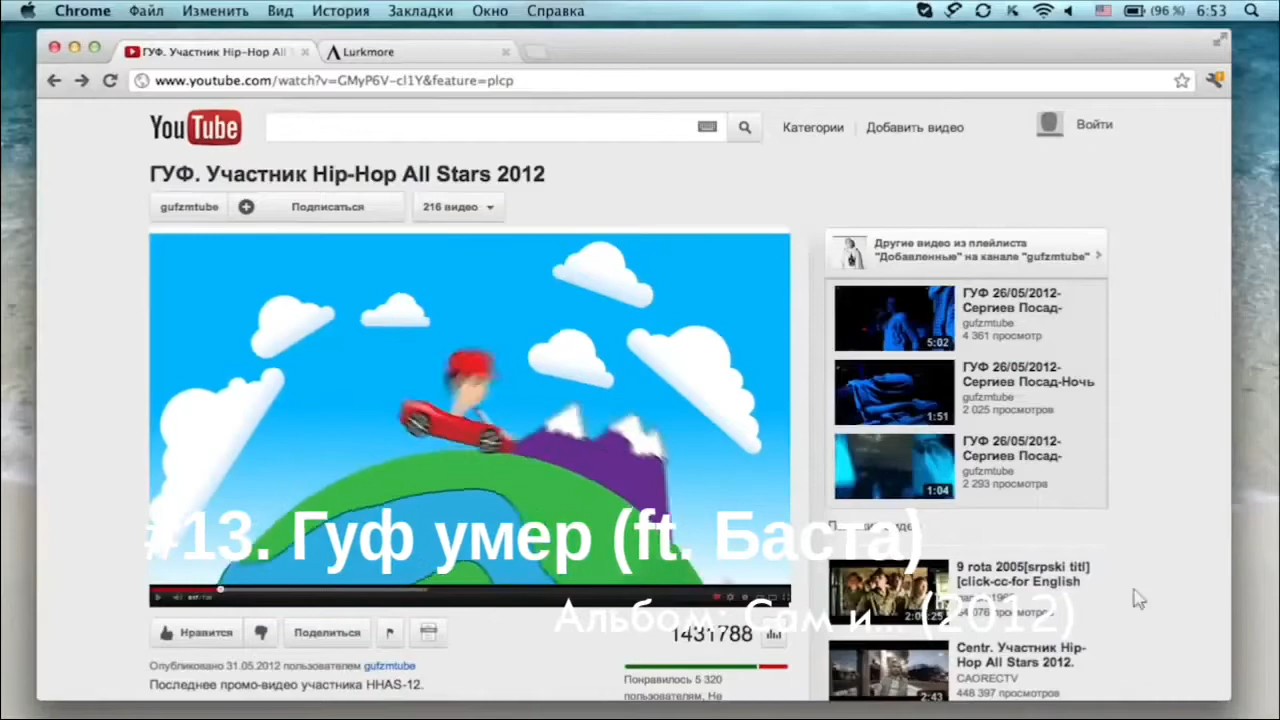 Chrome Файл Изменить Вид История Закладки Окно Справка (96 %) 6:53
ГУФ. Участник Hip-Hop All Lurkmore
www.youtube.com/watch?v=GMyP6V-cl1Y&feature=plcp
YouTube Категории Добавить видео Войти
ГУФ. Участник Hip-Hop All Stars 2012
gufzmtube Подписаться 216 видео
Другие видео из плейлиста
"Добавленные" на канале "gufzmtube"
ГУФ 26/05/2012-
Сергиев Посад-
gufzmtube
4 361 просмотр
5:02
ГУФ 26/05/2012-
Сергиев Посад-Ночь
gufzmtube
2 025 просмотров
1:51
ГУФ 26/05/2012-
Сергиев Посад-
gufzmtube
2 293 просмотра
1:04
#13. Гуф умер (ft. Баста)
Альбом: Сам и... (2012)
9 rota 2005[srpski titl]
[click-cc-for English
Нравится Поделиться
1431788
Опубликовано 31.05.2012 пользователем gufzmtube
Последнее промо-видео участника HHAS-12.
Понравилось 5 320
пользователям, Не
Centr. Участник Hip-
Hop All Stars 2012.
CAORECTV
448 397 просмотров
2:43